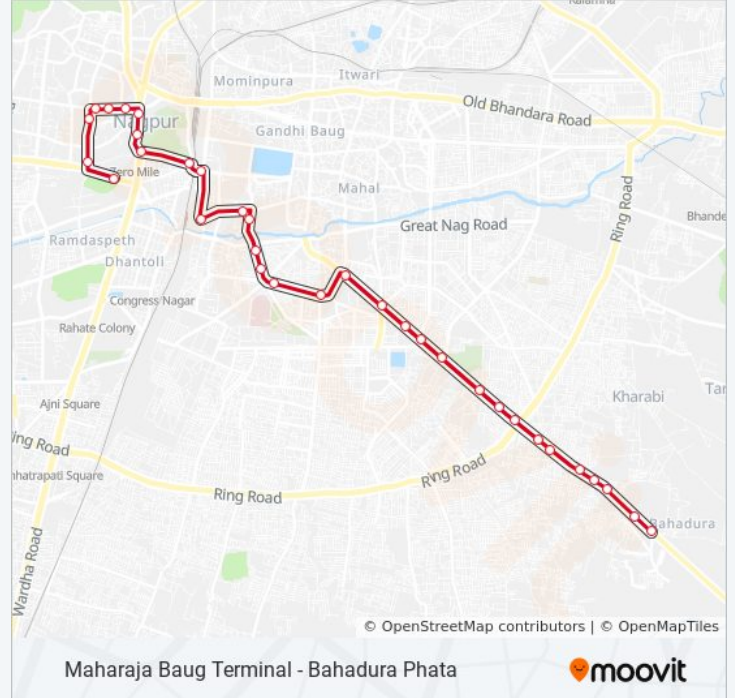 Kalamna
Mominpura
Itwari
Old Bhandara Road
Nagpur
Gandhi Baug
Zero Mile
Mahal
Ring Road
Great Nag Road
Bhande
Ramdaspeth
Dhantoli
Congress Nagar
Rahate Colony
Kharabi
Tar
Ajni Square
ing Road
hhatrapati Square
Ring Road
Ring Road
Bahadura
Wardha Road
© OpenStreetMap contributors | © OpenMapTiles
Maharaja Baug Terminal - Bahadura Phata
moovit